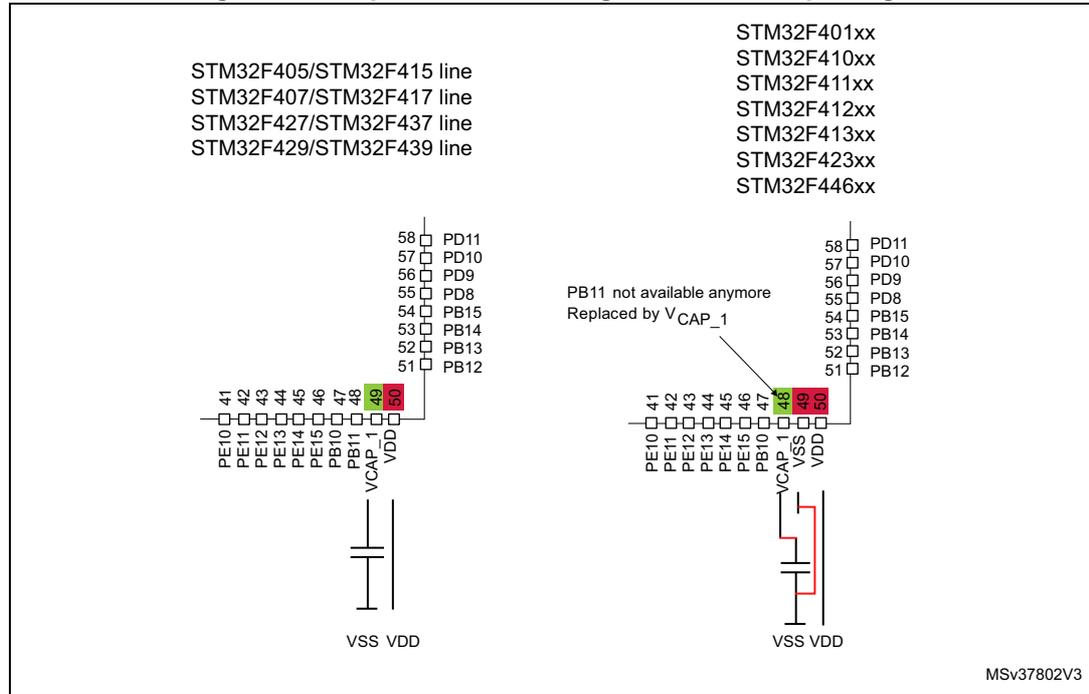 STM32F405/STM32F415 line
STM32F407/STM32F417 line
STM32F427/STM32F437 line
STM32F429/STM32F439 line
58 PD11
57 PD10
56 PD9
55 PD8
54 PB15
53 PB14
52 PB13
51 PB12
41 42 43 44 45 46 47 48 49 50
PE10 PE11 PE12 PE13 PE14 PE15 PB10 PB11 VCAP_1 VDD
VSS VDD
STM32F401xx
STM32F410xx
STM32F411xx
STM32F412xx
STM32F413xx
STM32F423xx
STM32F446xx
PB11 not available anymore
Replaced by VCAP_1
58 PD11
57 PD10
56 PD9
55 PD8
54 PB15
53 PB14
52 PB13
51 PB12
41 42 43 44 45 46 47 48 49 50
PE10 PE11 PE12 PE13 PE14 PE15 PB10 VCAP_1 VSS VDD
VSS VDD
MSv37802V3